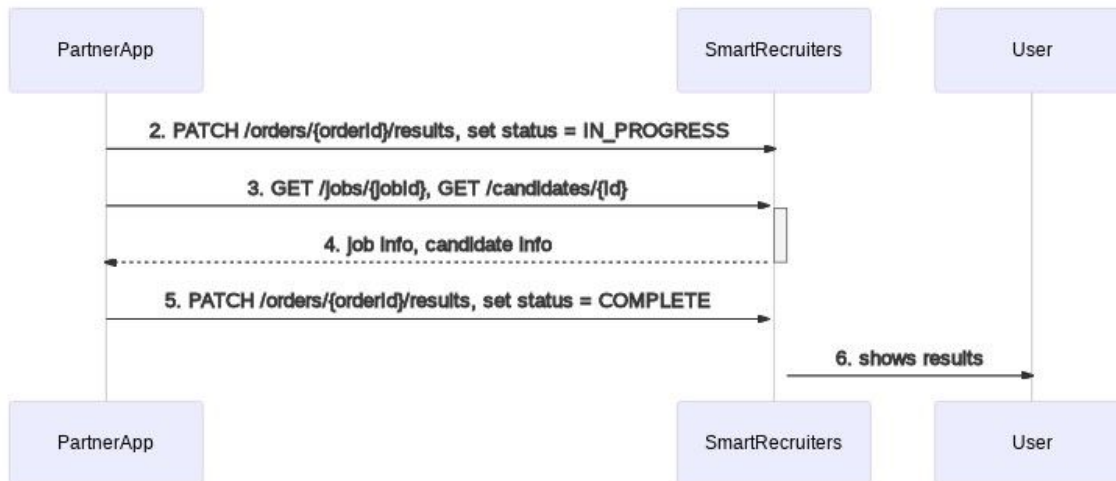 PartnerApp
SmartRecruiters
User
2. PATCH /orders/{orderId}/results, set status = IN_PROGRESS
3. GET /jobs/{jobId}, GET /candidates/{id}
4. job info, candidate info
5. PATCH /orders/{orderId}/results, set status = COMPLETE
6. shows results
PartnerApp
SmartRecruiters
User